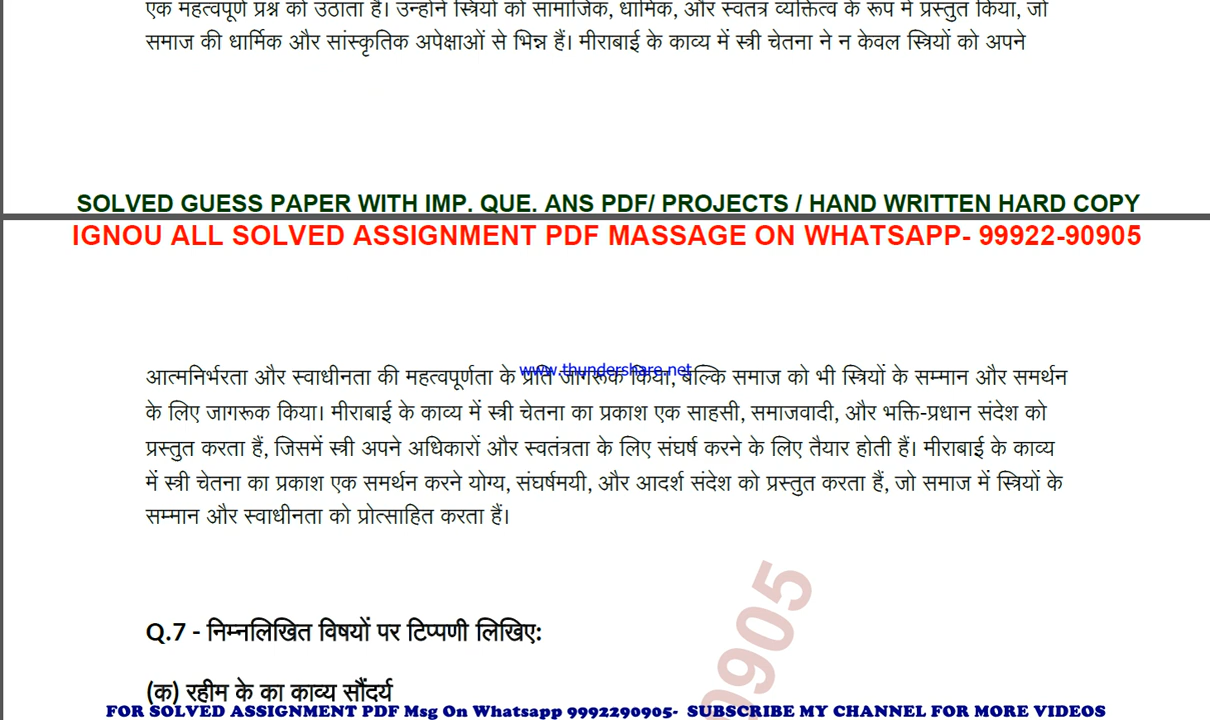 एक महत्वपूर्ण प्रश्न को उठाता हैं। उन्होंने स्त्रियों को सामाजिक, धार्मिक, और स्वतंत्र व्यक्तित्व के रूप में प्रस्तुत किया, जो
समाज की धार्मिक और सांस्कृतिक अपेक्षाओं से भिन्न हैं। मीराबाई के काव्य में स्त्री चेतना ने न केवल स्त्रियों को अपने
SOLVED GUESS PAPER WITH IMP. QUE. ANS PDF/ PROJECTS / HAND WRITTEN HARD COPY
IGNOU ALL SOLVED ASSIGNMENT PDF MASSAGE ON WHATSAPP- 99922-90905
www.thundershare.net
आत्मनिर्भरता और स्वाधीनता की महत्वपूर्णता के प्रति जागरूक किया, बल्कि समाज को भी स्त्रियों के सम्मान और समर्थन
के लिए जागरूक किया। मीराबाई के काव्य में स्त्री चेतना का प्रकाश एक साहसी, समाजवादी, और भक्ति-प्रधान संदेश को
प्रस्तुत करता हैं, जिसमें स्त्री अपने अधिकारों और स्वतंत्रता के लिए संघर्ष करने के लिए तैयार होती हैं। मीराबाई के काव्य
में स्त्री चेतना का प्रकाश एक समर्थन करने योग्य, संघर्षमयी, और आदर्श संदेश को प्रस्तुत करता हैं, जो समाज में स्त्रियों के
सम्मान और स्वाधीनता को प्रोत्साहित करता हैं।
Q.7 - निम्नलिखित विषयों पर टिप्पणी लिखिए:
(क) रहीम के का काव्य सौंदर्य
0905
FOR SOLVED ASSIGNMENT PDF Msg On Whatsapp 9992290905- SUBSCRIBE MY CHANNEL FOR MORE VIDEOS